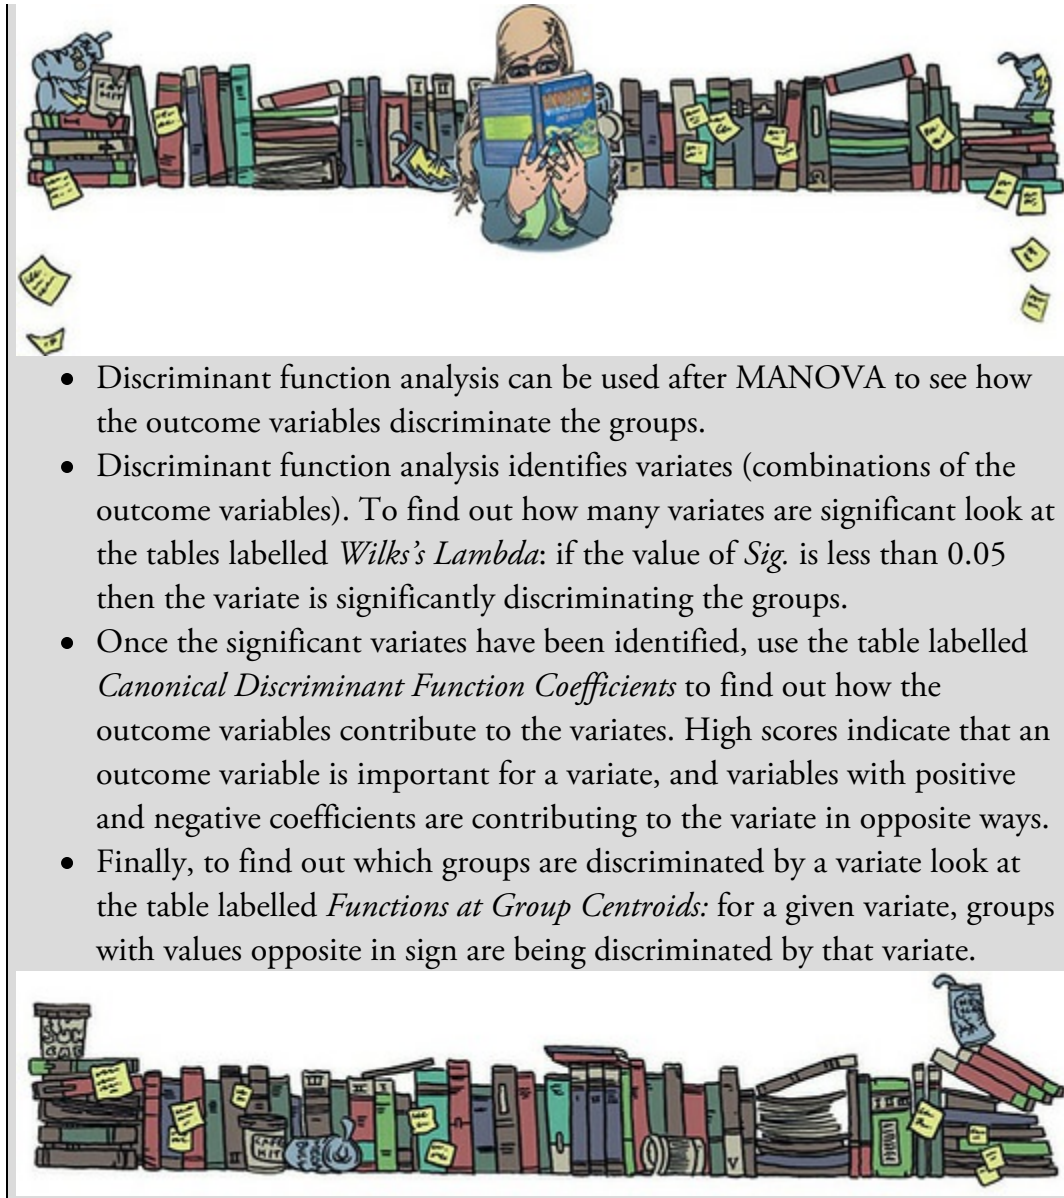 II
I
• Discriminant function analysis can be used after MANOVA to see how
the outcome variables discriminate the groups.
• Discriminant function analysis identifies variates (combinations of the
outcome variables). To find out how many variates are significant look at
the tables labelled Wilks's Lambda: if the value of Sig. is less than 0.05
then the variate is significantly discriminating the groups.
• Once the significant variates have been identified, use the table labelled
Canonical Discriminant Function Coefficients to find out how the
outcome variables contribute to the variates. High scores indicate that an
outcome variable is important for a variate, and variables with positive
and negative coefficients are contributing to the variate in opposite ways.
• Finally, to find out which groups are discriminated by a variate look at
the table labelled Functions at Group Centroids: for a given variate, groups
with values opposite in sign are being discriminated by that variate.
III
II
I
V